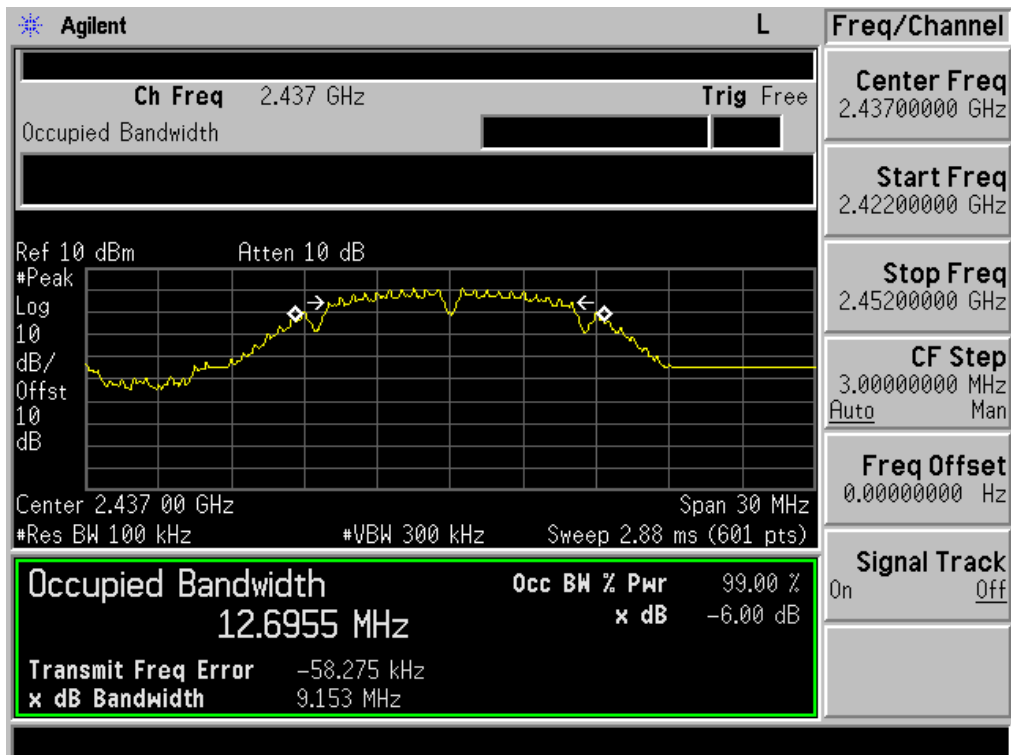 Agilent
L
Freq/Channel
Ch Freq 2.437 GHz
Trig Free
Occupied Bandwidth
Center Freq
2.43700000 GHz
Start Freq
2.42200000 GHz
Stop Freq
2.45200000 GHz
CF Step
3.00000000 MHz
Auto Man
Freq Offset
0.00000000 Hz
Signal Track
On Off
Ref 10 dBm
Atten 10 dB
#Peak
Log
10
dB/
Offst
10
dB
Center 2.437 00 GHz
Span 30 MHz
#Res BW 100 kHz
#VBW 300 kHz
Sweep 2.88 ms (601 pts)
Occupied Bandwidth
12.6955 MHz
Occ BW % Pwr 99.00 %
x dB -6.00 dB
Transmit Freq Error -58.275 kHz
x dB Bandwidth 9.153 MHz